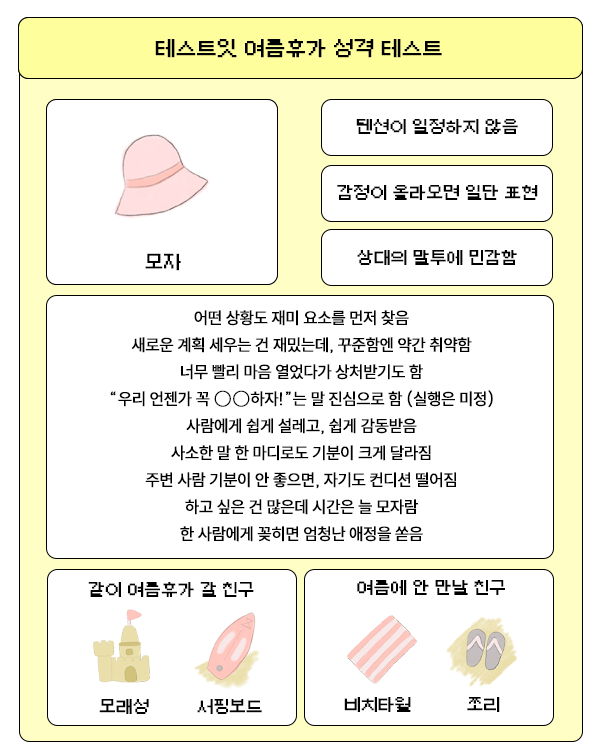 테스트잇 여름휴가 성격 테스트
모자
텐션이 일정하지 않음
감정이 올라오면 일단 표현
상대의 말투에 민감함
어떤 상황도 재미 요소를 먼저 찾음
새로운 계획 세우는 건 재밌는데, 꾸준함엔 약간 취약함
너무 빨리 마음 열었다가 상처받기도 함
“우리 언젠가 꼭 ◯◯하자!”는 말 진심으로 함 (실행은 미정)
사람에게 쉽게 설레고, 쉽게 감동받음
사소한 말 한 마디로도 기분이 크게 달라짐
주변 사람 기분이 안 좋으면, 자기도 컨디션 떨어짐
하고 싶은 건 많은데 시간은 늘 모자람
한 사람에게 꽂히면 엄청난 애정을 쏟음
같이 여름휴가 갈 친구
모래성 서핑보드
여름에 안 만날 친구
비치타월 쪼리